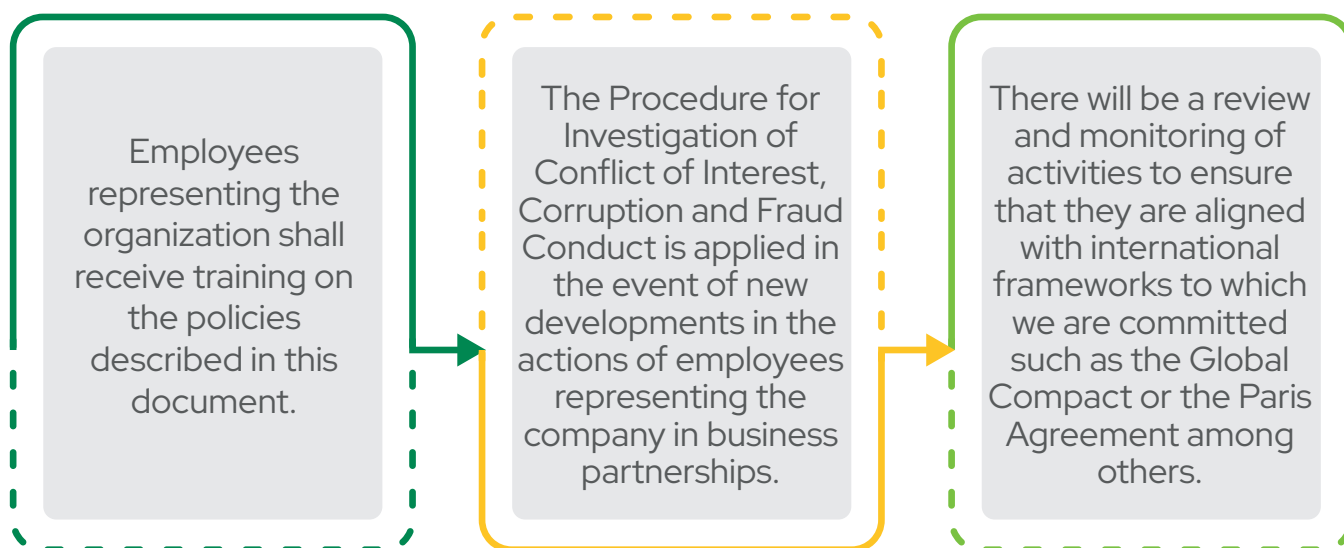 Employees
representing the
organization shall
receive training on
the policies
described in this
document.
The Procedure for
Investigation of
Conflict of Interest,
Corruption and Fraud
Conduct is applied in
the event of new
developments in the
actions of employees
representing the
company in business
partnerships.
There will be a review
and monitoring of
activities to ensure
that they are aligned
with international
frameworks to which
we are committed
such as the Global
Compact or the Paris
Agreement among
others.